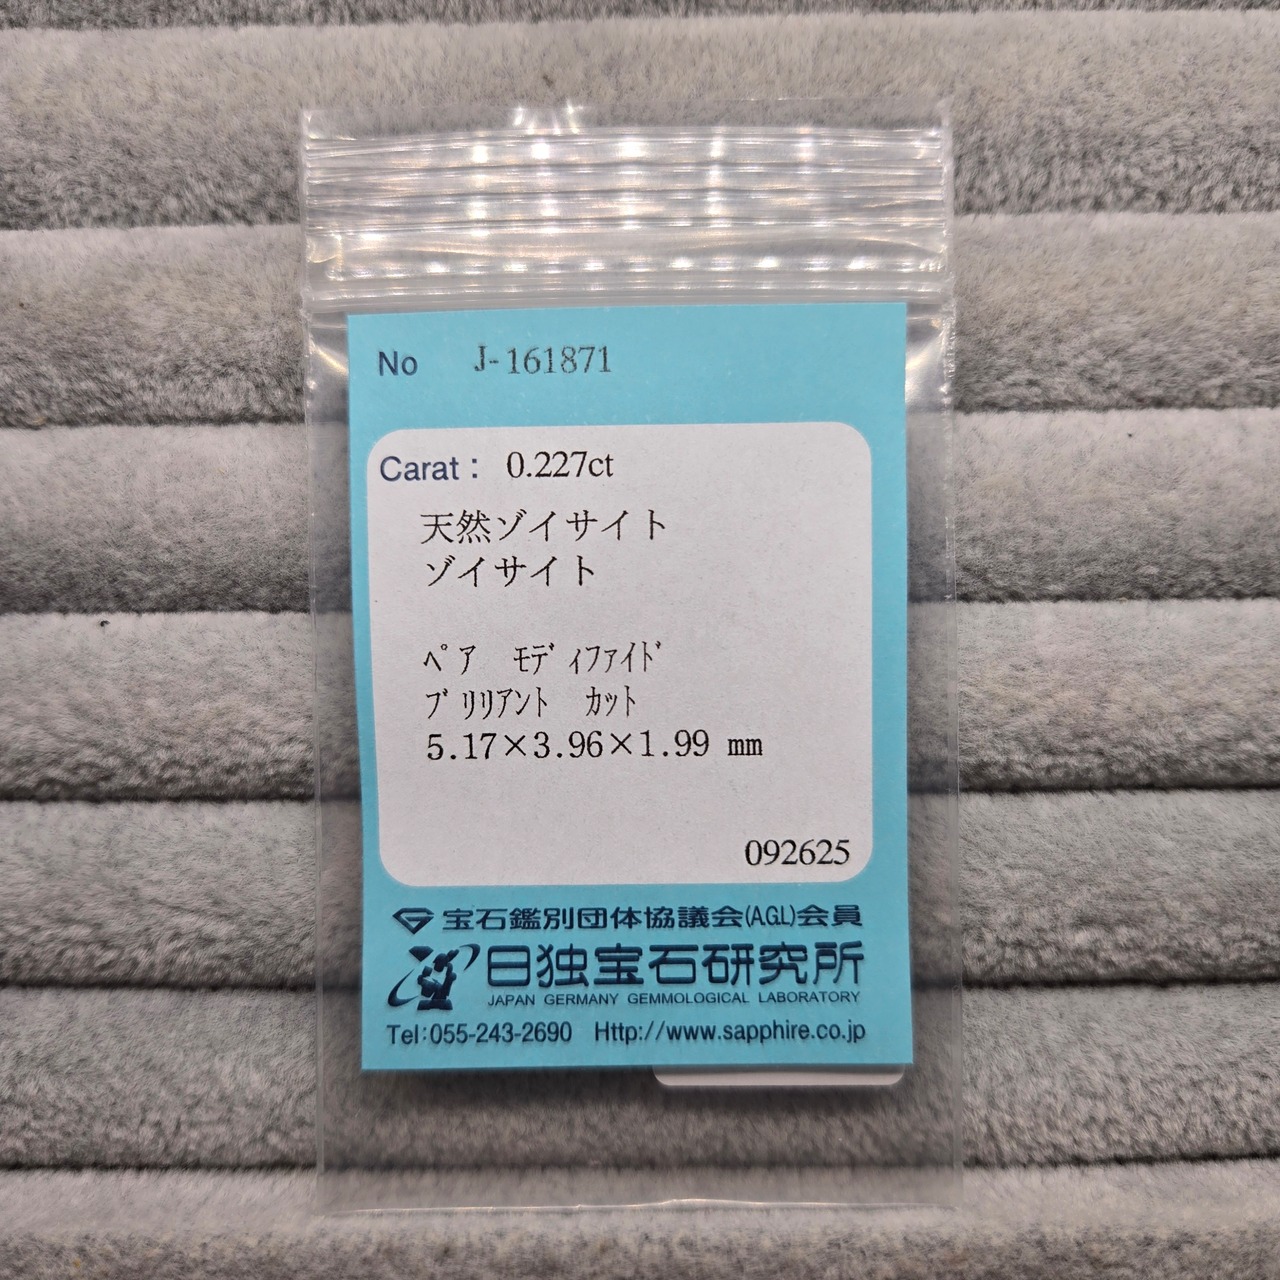 No J-161871
Carat： 0.227ct
天然ゾイサイト
ゾイサイト
ﾍﾟｱ ﾓﾃﾞｨﾌｧｲﾄﾞ
ﾌﾞﾘﾘｱﾝﾄ ｶｯﾄ
5.17×3.96×1.99 mm
092625
宝石鑑別団体協議会(A.G.L)会員
日独宝石研究所
JAPAN GERMANY GEMMOLOGICAL LABORATORY
Tel:055-243-2690 Http://www.sapphire.co.jp